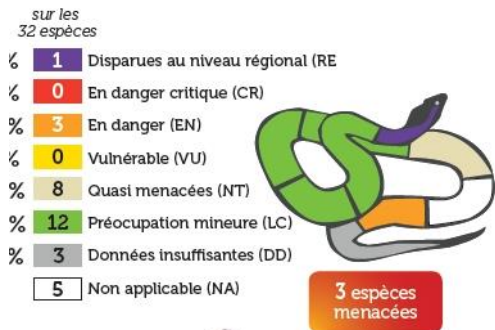 sur les
32 espèces
% 1 Disparues au niveau régional (RE
% 0 En danger critique (CR)
% 3 En danger (EN)
% 0 Vulnérable (VU)
% 8 Quasi menacées (NT)
% 12 Préocupation mineure (LC)
% 3 Données insuffisantes (DD)
5 Non applicable (NA)
3 espèces
menacées